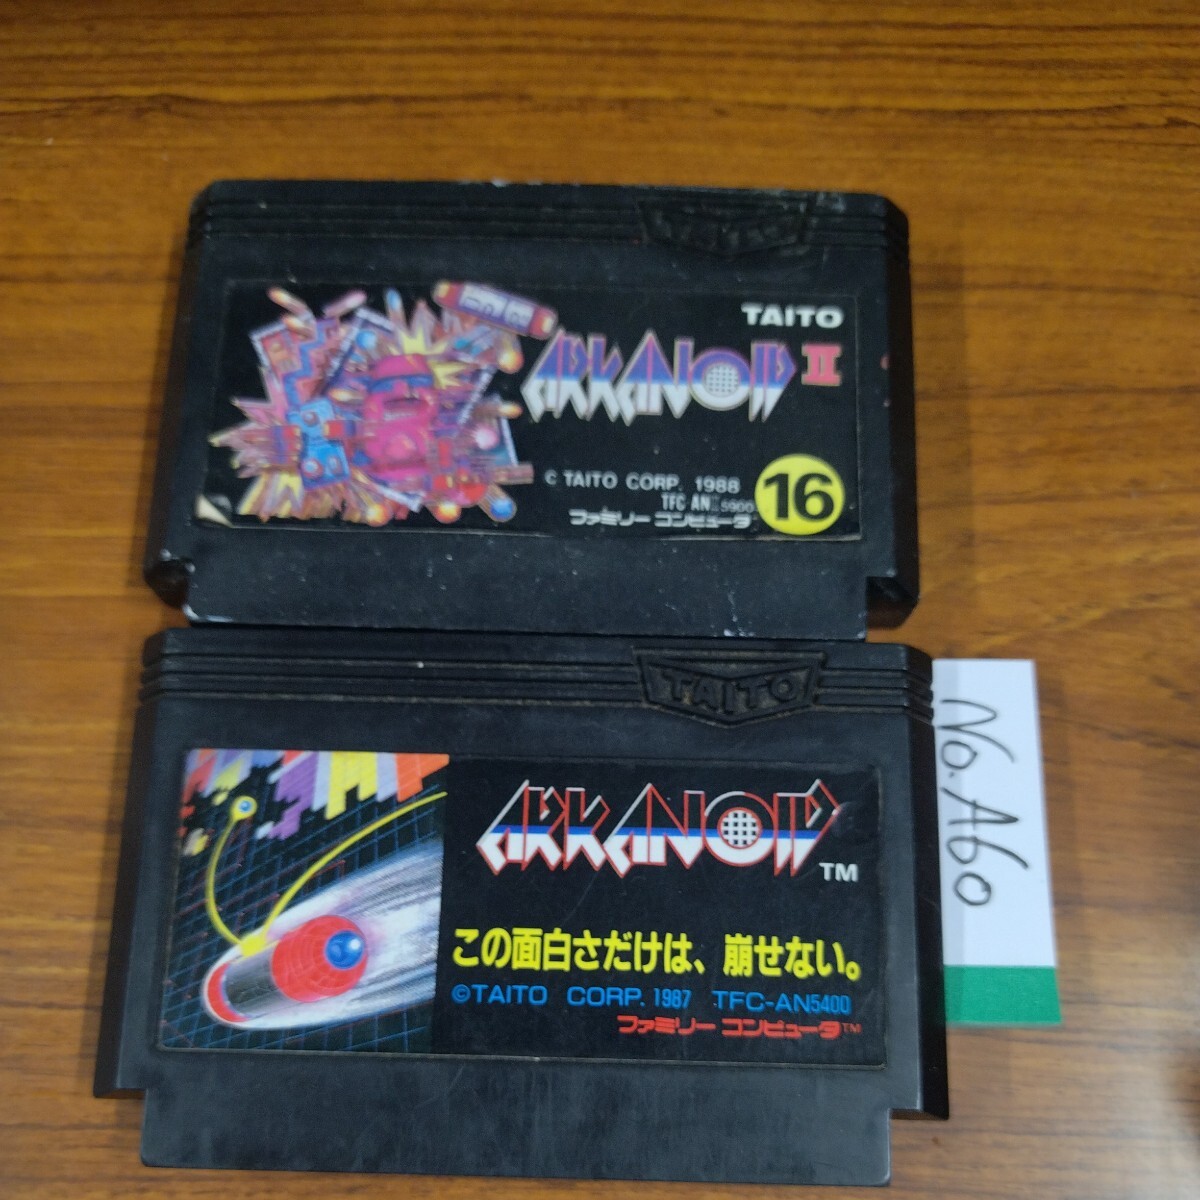 TAITO
ARKANOID II
© TAITO CORP. 1988
TFC-ANⅡ5900
16
ファミリーコンピュータ
TAITO
ARKANOID
TM
この面白さだけは、崩せない。
©TAITO CORP. 1987 TFC-AN5400
ファミリーコンピュータ™
No. A60